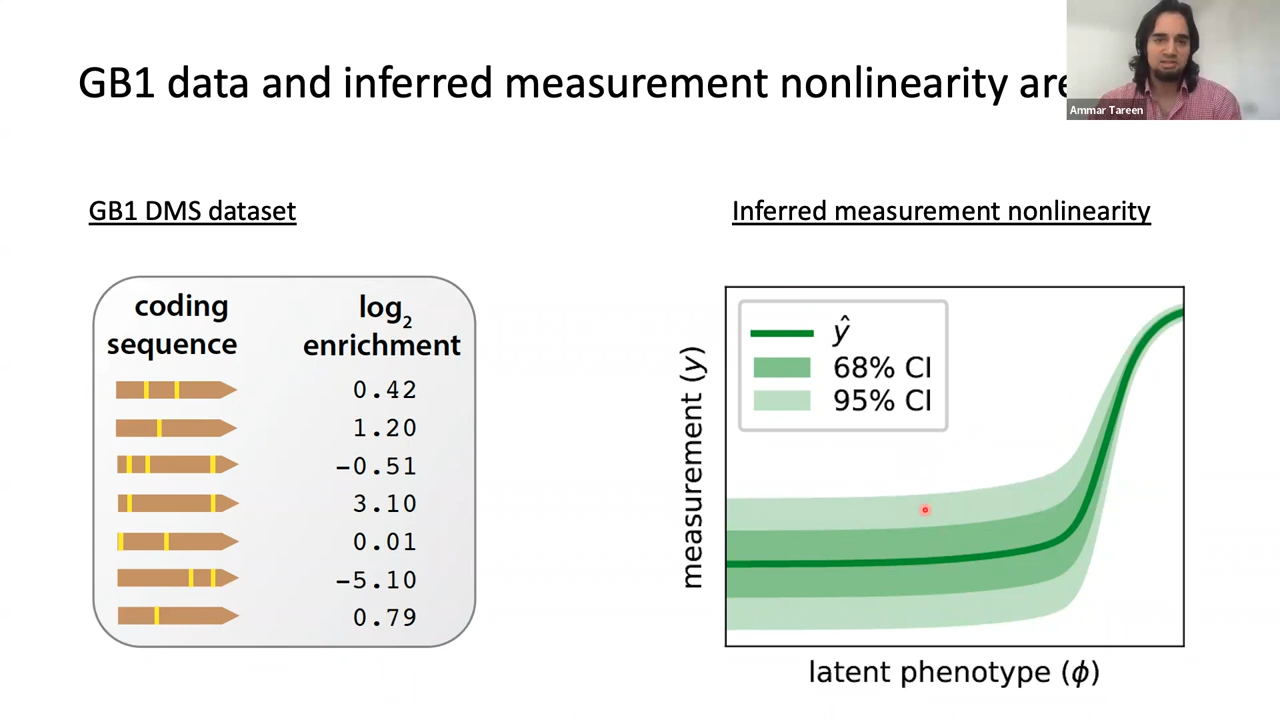 GB1 data and inferred measurement nonlinearity are
Ammar Tareen
GB1 DMS dataset
coding sequence
log2 enrichment
0.42
1.20
−0.51
3.10
0.01
−5.10
0.79
Inferred measurement nonlinearity
ŷ
68% CI
95% CI
measurement (y)
latent phenotype (ϕ)